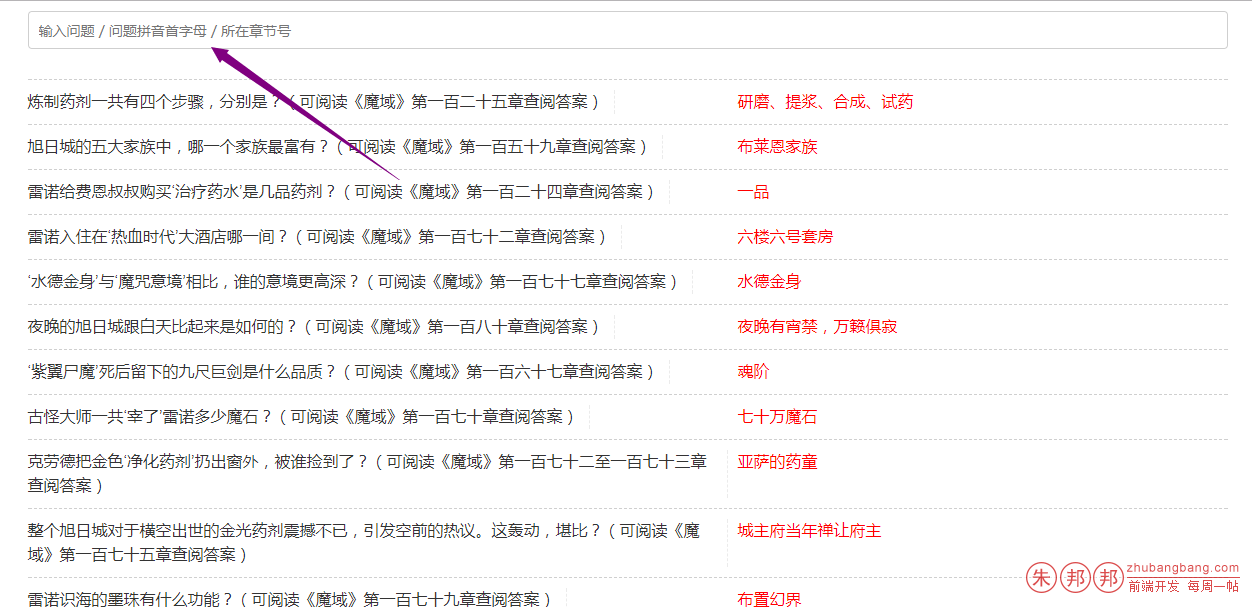 输入问题 / 问题拼音首字母 / 所在章节号
炼制药剂一共有四个步骤，分别是？（可阅读《魔域》第一百二十五章查阅答案） 研磨、提浆、合成、试药
旭日城的五大家族中，哪一个家族最富有？（可阅读《魔域》第一百五十九章查阅答案） 布莱恩家族
雷诺给费恩叔叔购买'治疗药水'是几品药剂？（可阅读《魔域》第一百二十四章查阅答案） 一品
雷诺入住在'热血时代'大酒店哪一间？（可阅读《魔域》第一百七十二章查阅答案） 六楼六号套房
'水德金身'与'魔咒意境'相比，谁的意境更高深？（可阅读《魔域》第一百七十七章查阅答案） 水德金身
夜晚的旭日城跟白天比起来是如何的？（可阅读《魔域》第一百八十章查阅答案） 夜晚有宵禁，万籁俱寂
'紫翼尸魔'死后留下的九尺巨剑是什么品质？（可阅读《魔域》第一百六十七章查阅答案） 魂阶
古怪大师一共'宰了'雷诺多少魔石？（可阅读《魔域》第一百七十章查阅答案） 七十万魔石
克劳德把金色'净化药剂'扔出窗外，被谁捡到了？（可阅读《魔域》第一百七十二至一百七十三章 亚萨的药童
查阅答案）
整个旭日城对于横空出世的金光药剂震撼不已，引发空前的热议。这轰动，堪比？（可阅读《魔 城主府当年禅让府主
域》第一百七十五章查阅答案）
雷诺识海的墨珠有什么功能？（可阅读《魔域》第一百七十九章查阅答案） 布置幻界
朱邦邦 zhubangbang.com
前端开发 每周一帖